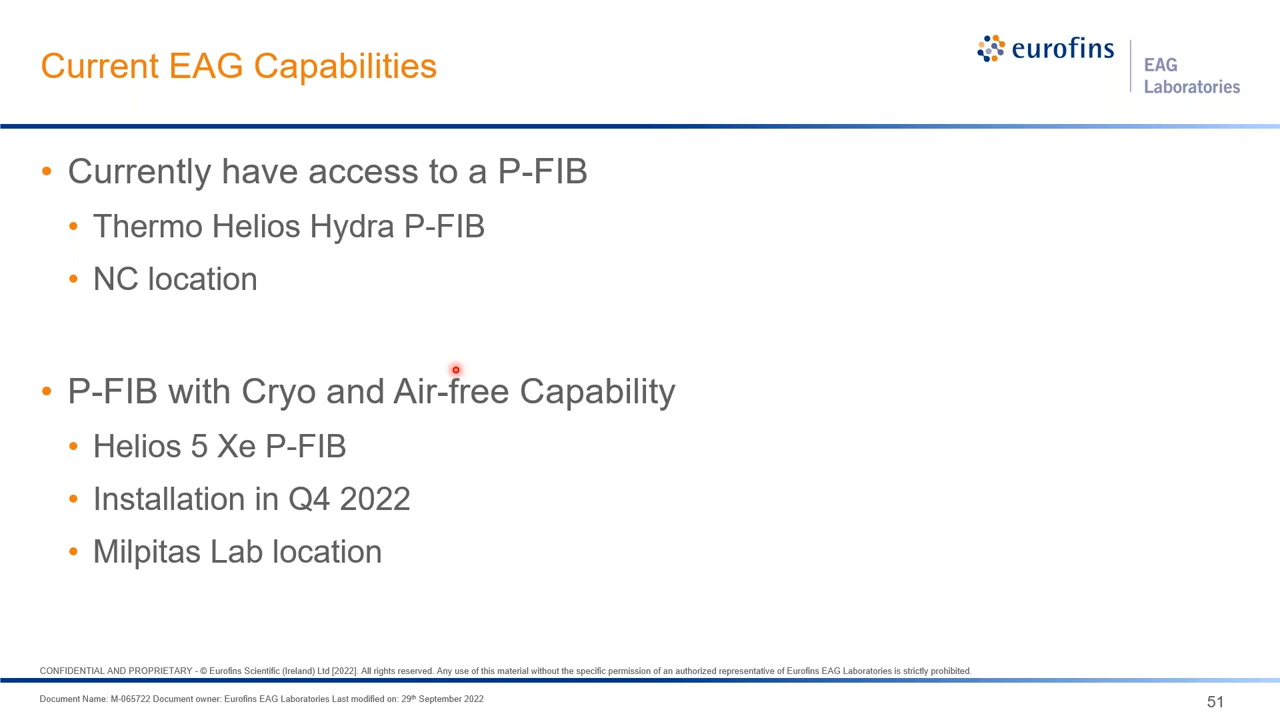 Current EAG Capabilities
eurofins
EAG
Laboratories
• Currently have access to a P-FIB
• Thermo Helios Hydra P-FIB
• NC location
• P-FIB with Cryo and Air-free Capability
• Helios 5 Xe P-FIB
• Installation in Q4 2022
• Milpitas Lab location
CONFIDENTIAL AND PROPRIETARY - © Eurofins Scientific (Ireland) Ltd [2022]. All rights reserved. Any use of this material without the specific permission of an authorized representative of Eurofins EAG Laboratories is strictly prohibited.
Document Name: M-065722 Document owner: Eurofins EAG Laboratories Last modified on: 29th September 2022
51